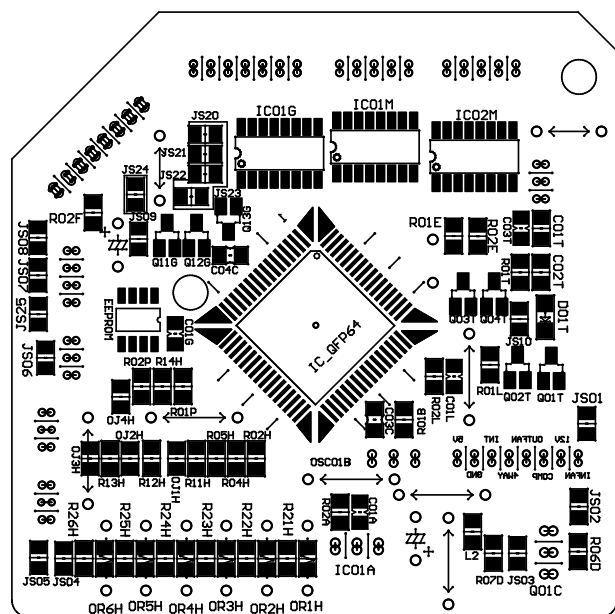 IC01G
IC01M
IC02M
JS20
JS21
JS22
JS23
JS24
R02F
JS09
Q13G
Q11G
Q12G
C04C
R01E
R02E
C03T
C01T
R01T
C02T
JS08
JS07
JS25
JS06
EEPROM
C01G
IC_QFP64
Q03T
Q04T
JS10
D01T
R02P
R14H
R01P
OJ4H
R02L
C01L
R01L
Q02T
Q01T
JS01
C03C
R01B
OJ3H
OJ2H
R05H
R02H
R13H
R12H
OJ1H
R11H
R04H
OSC01B
9V
INT
OUTFAN
12V
GND
4WAY
COMP
INFAN
R02A
C01A
JS02
R26H
R25H
R24H
R23H
R22H
R21H
JS05
JS04
IC01A
L2
R07D
JS03
R06D
Q01C
OR6H
OR5H
OR4H
OR3H
OR2H
OR1H